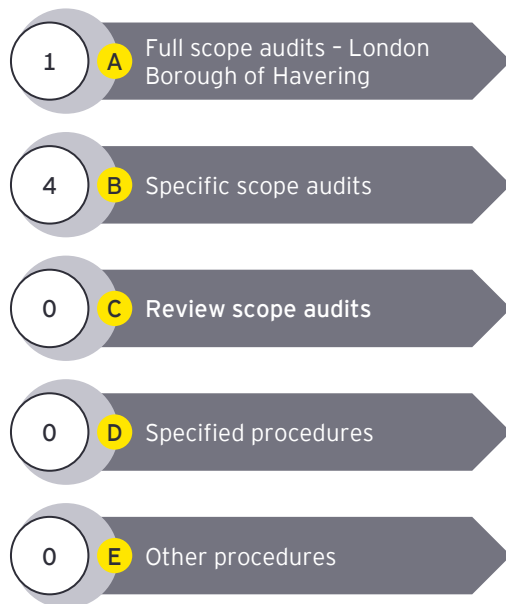 1
A
Full scope audits – London
Borough of Havering
4
B
Specific scope audits
0
C
Review scope audits
0
D
Specified procedures
0
E
Other procedures